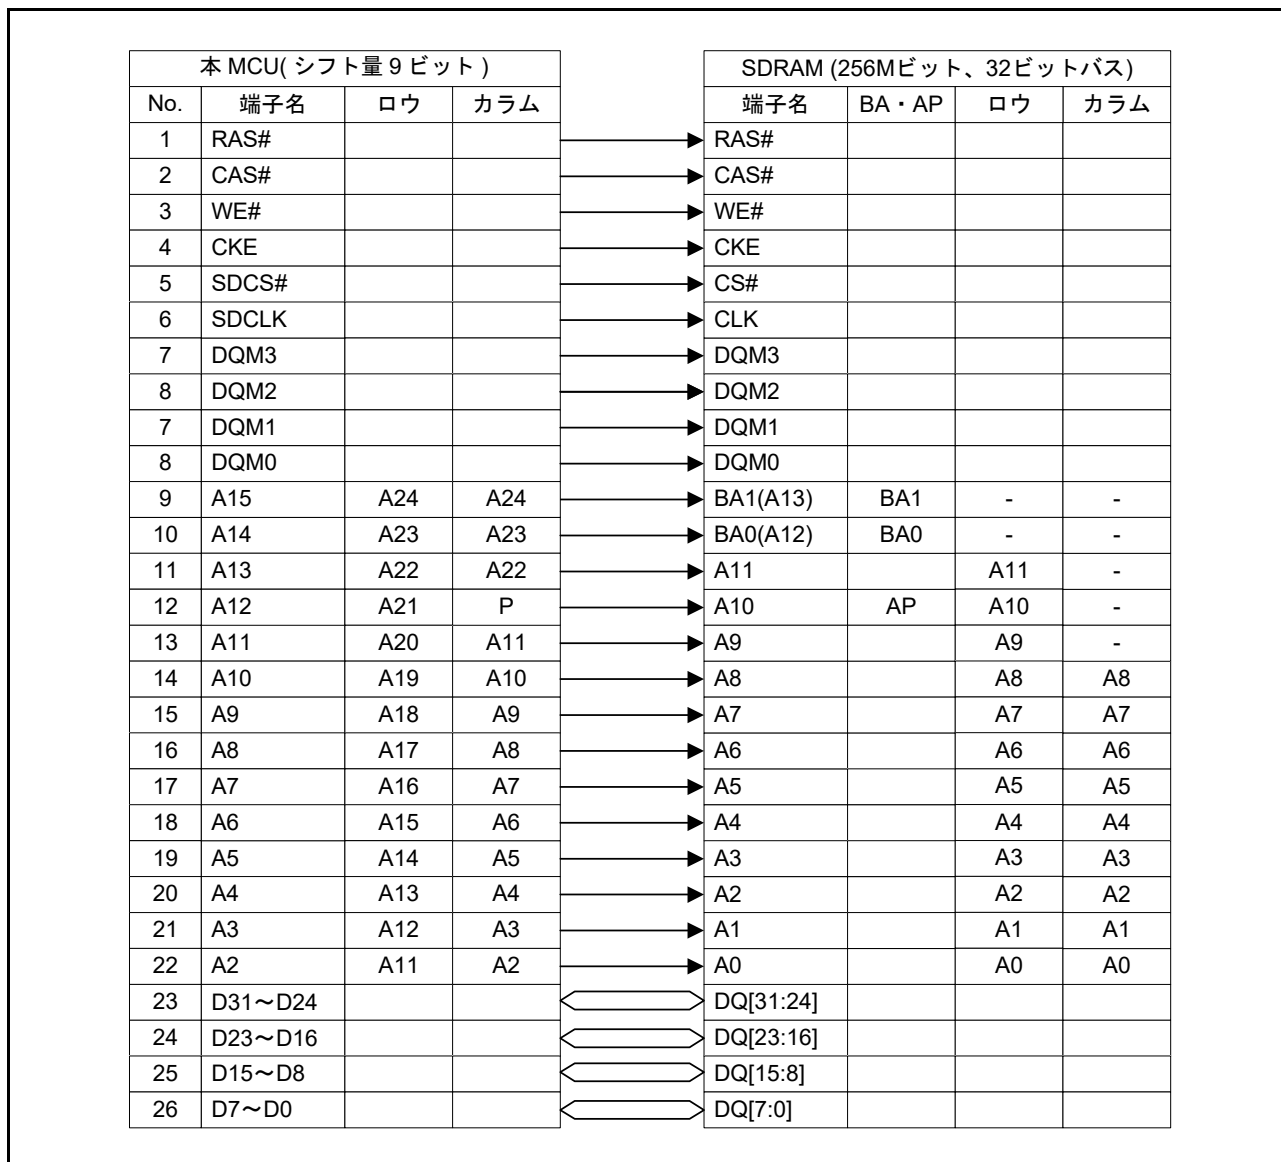 本 MCU( シフト量 9 ビット ) SDRAM (256Mビット、32ビットバス)
No. 端子名 ロウ カラム 端子名 BA・AP ロウ カラム
1 RAS# RAS#
2 CAS# CAS#
3 WE# WE#
4 CKE CKE
5 SDCS# CS#
6 SDCLK CLK
7 DQM3 DQM3
8 DQM2 DQM2
7 DQM1 DQM1
8 DQM0 DQM0
9 A15 A24 A24 BA1(A13) BA1 - -
10 A14 A23 A23 BA0(A12) BA0 - -
11 A13 A22 A22 A11 A11 -
12 A12 A21 P A10 AP A10 -
13 A11 A20 A11 A9 A9 -
14 A10 A19 A10 A8 A8 A8
15 A9 A18 A9 A7 A7 A7
16 A8 A17 A8 A6 A6 A6
17 A7 A16 A7 A5 A5 A5
18 A6 A15 A6 A4 A4 A4
19 A5 A14 A5 A3 A3 A3
20 A4 A13 A4 A2 A2 A2
21 A3 A12 A3 A1 A1 A1
22 A2 A11 A2 A0 A0 A0
23 D31〜D24 DQ[31:24]
24 D23〜D16 DQ[23:16]
25 D15〜D8 DQ[15:8]
26 D7〜D0 DQ[7:0]